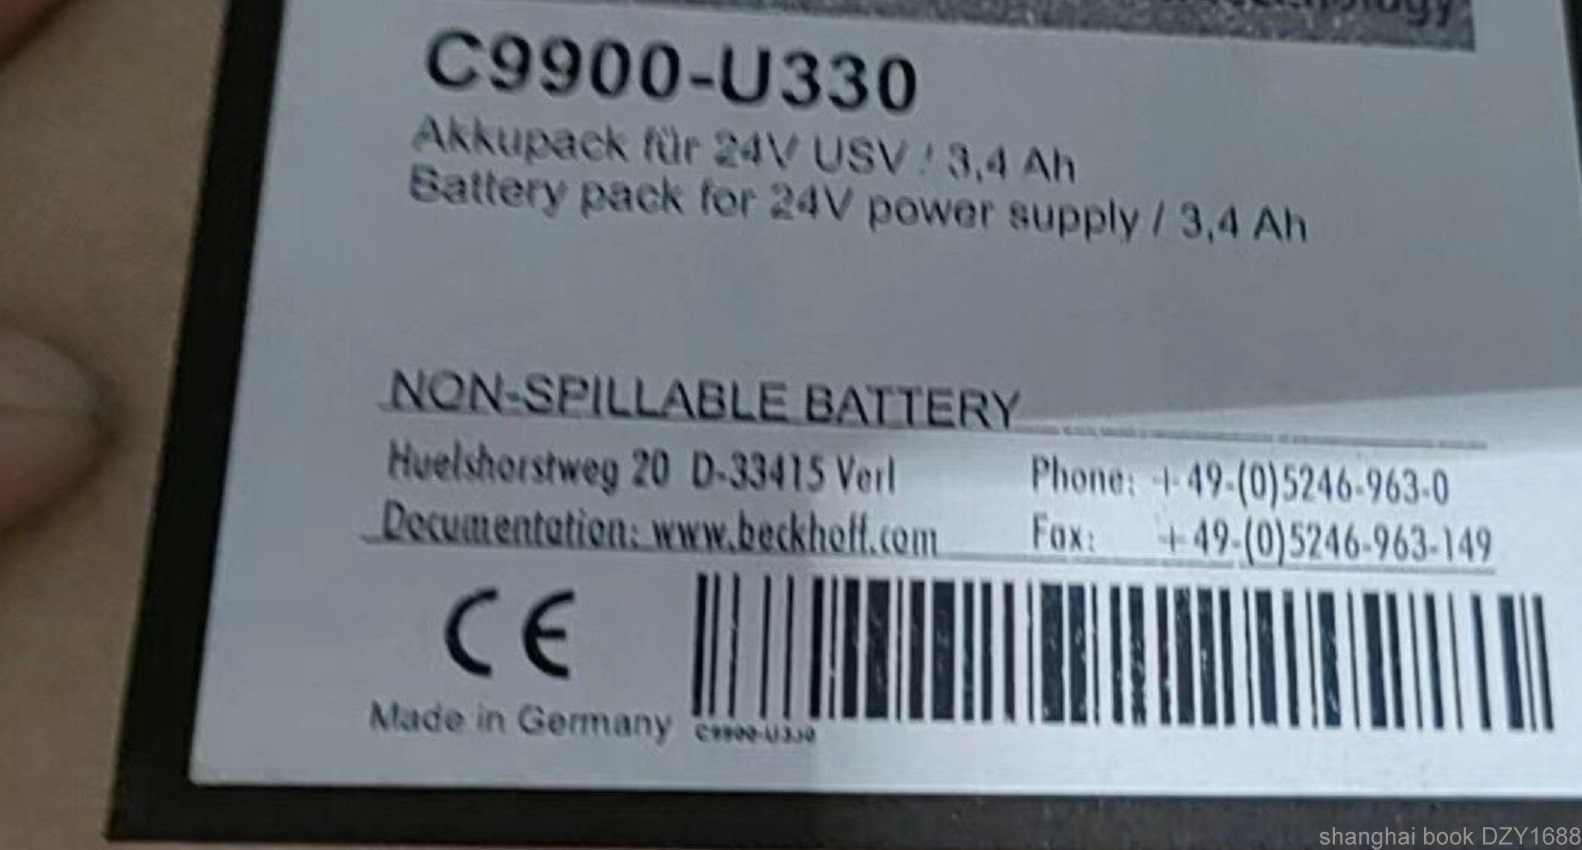 C9900-U330
Akkupack für 24V USV / 3,4 Ah
Battery pack for 24V power supply / 3,4 Ah
NON-SPILLABLE BATTERY
Huelshorstweg 20 D-33415 Verl
Phone: +49-(0)5246-963-0
Documentation: www.beckhoff.com
Fax: +49-(0)5246-963-149
CE
Made in Germany
C9900-U330
shanghai book DZY1688